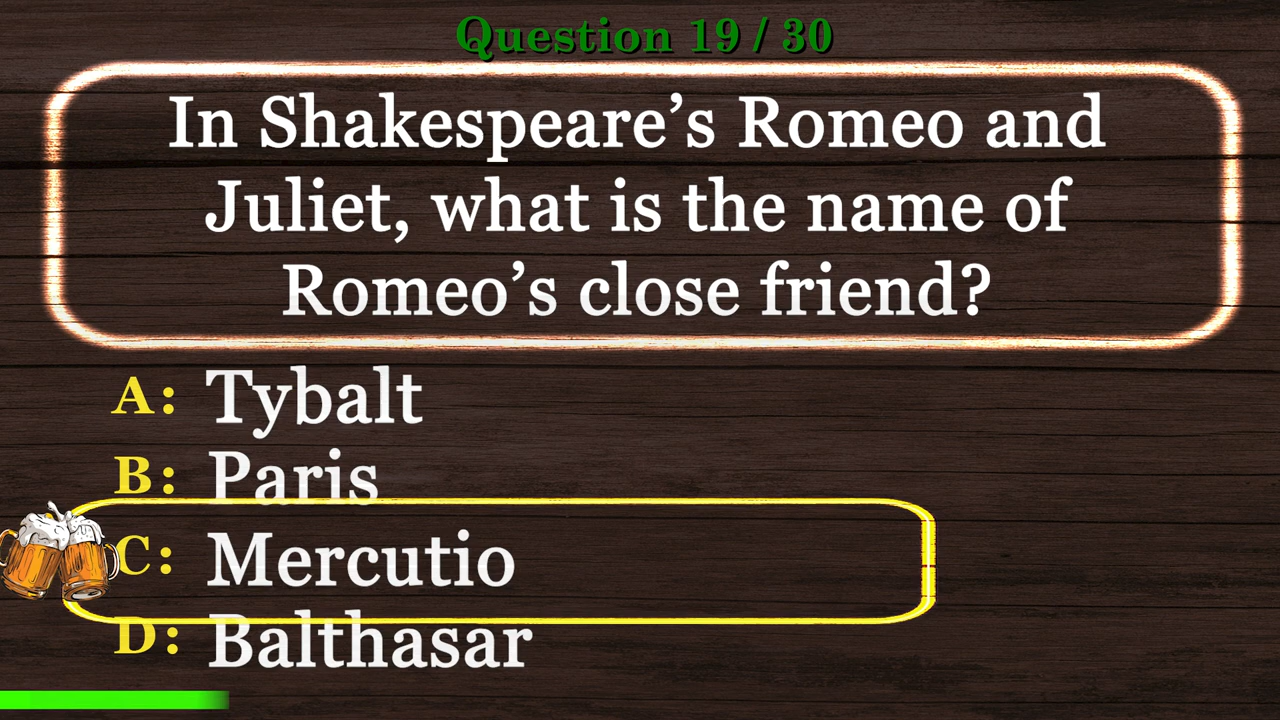 Question 19 / 30
In Shakespeare’s Romeo and
Juliet, what is the name of
Romeo’s close friend?
A: Tybalt
B: Paris
C: Mercutio
D: Balthasar